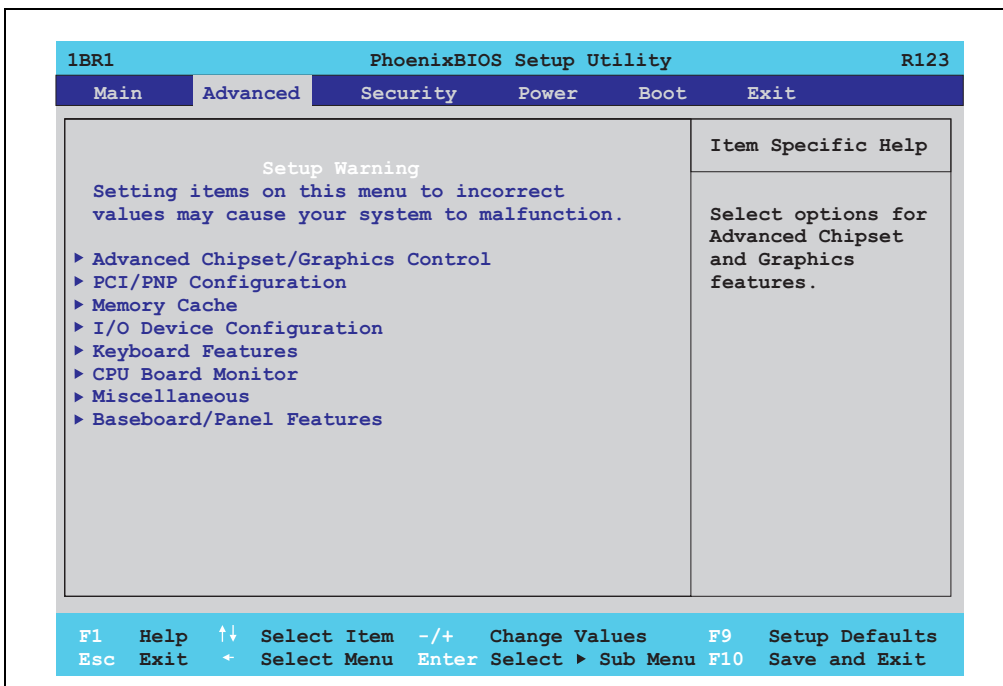 1BR1 PhoenixBIOS Setup Utility R123
Main Advanced Security Power Boot Exit
Setup Warning
Setting items on this menu to incorrect
values may cause your system to malfunction.
▶ Advanced Chipset/Graphics Control
▶ PCI/PNP Configuration
▶ Memory Cache
▶ I/O Device Configuration
▶ Keyboard Features
▶ CPU Board Monitor
▶ Miscellaneous
▶ Baseboard/Panel Features
Item Specific Help
Select options for
Advanced Chipset
and Graphics
features.
F1 Help ↑↓ Select Item -/+ Change Values F9 Setup Defaults
Esc Exit ← Select Menu Enter Select ▶ Sub Menu F10 Save and Exit